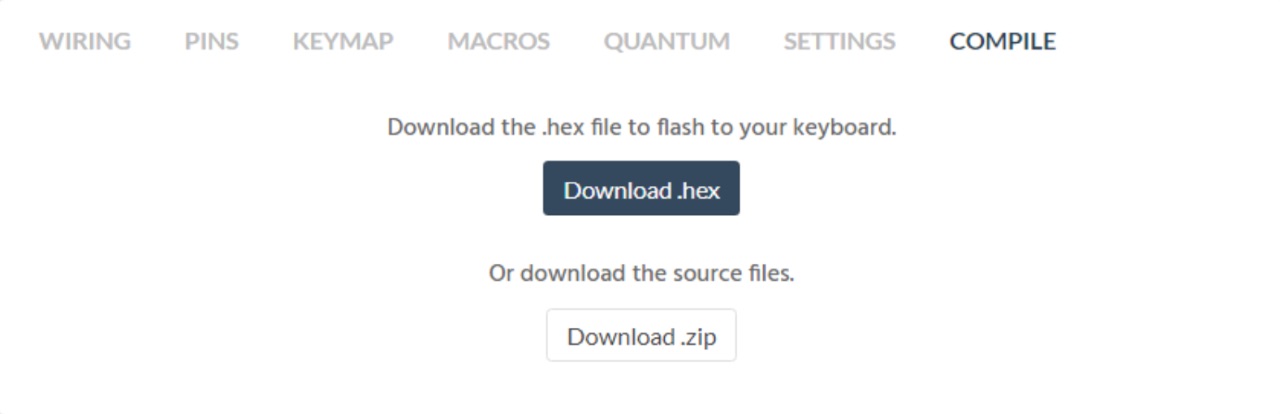 WIRING PINS KEYMAP MACROS QUANTUM SETTINGS COMPILE
Download the .hex file to flash to your keyboard.
Download .hex
Or download the source files.
Download .zip